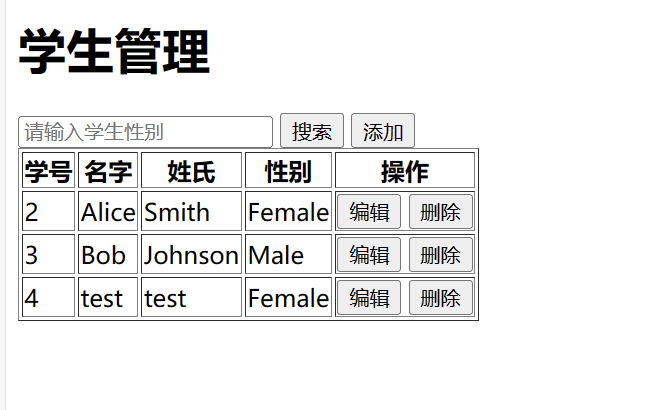 学生管理
请输入学生性别 搜索 添加
学号 名字 姓氏 性别 操作
2 Alice Smith Female 编辑 删除
3 Bob Johnson Male 编辑 删除
4 test test Female 编辑 删除